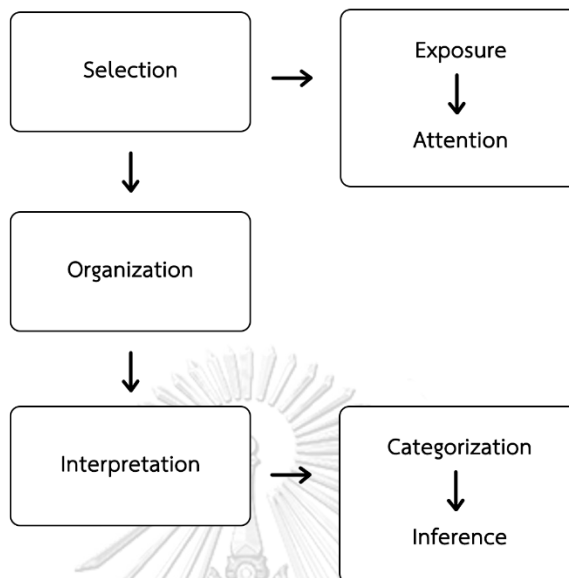 Selection
Exposure
Attention
Organization
Interpretation
Categorization
Inference